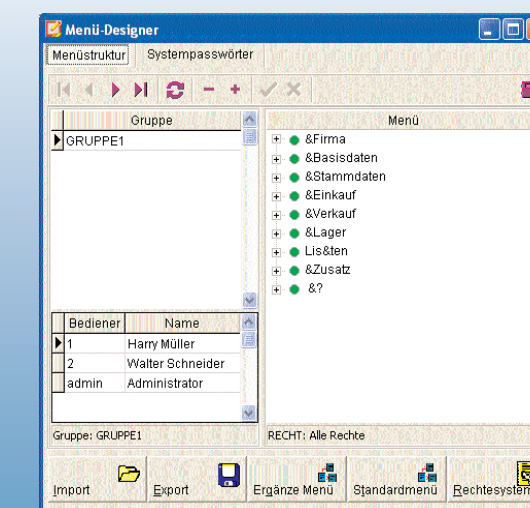 Menü-Designer
Menüstruktur Systempasswörter
Gruppe
GRUPPE1
Menü
&Firma
&Basisdaten
&Stammdaten
&Einkauf
&Verkauf
&Lager
Lis&ten
&Zusatz
&?
Bediener Name
1 Harry Müller
2 Walter Schneider
admin Administrator
Gruppe: GRUPPE1
RECHT: Alle Rechte
Import Export Ergänze Menü Standardmenü Rechtesystem